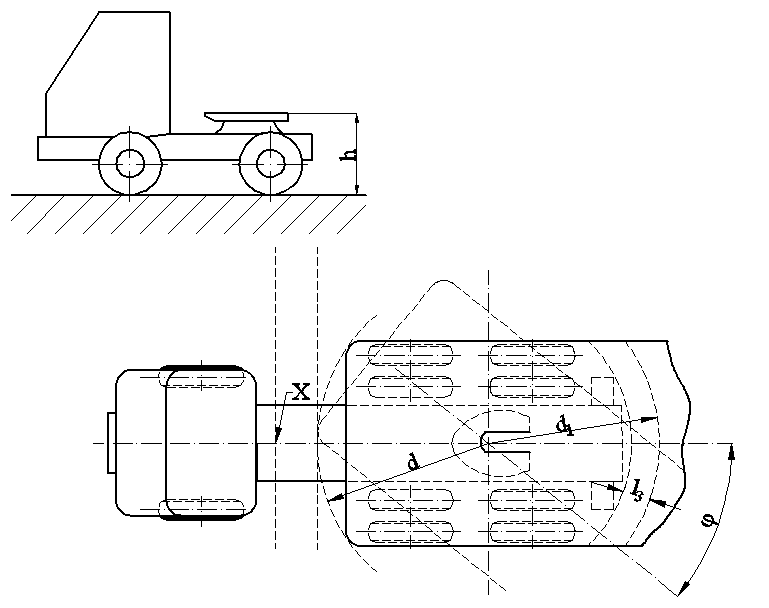 h
X
d₁
d
l₃
φ